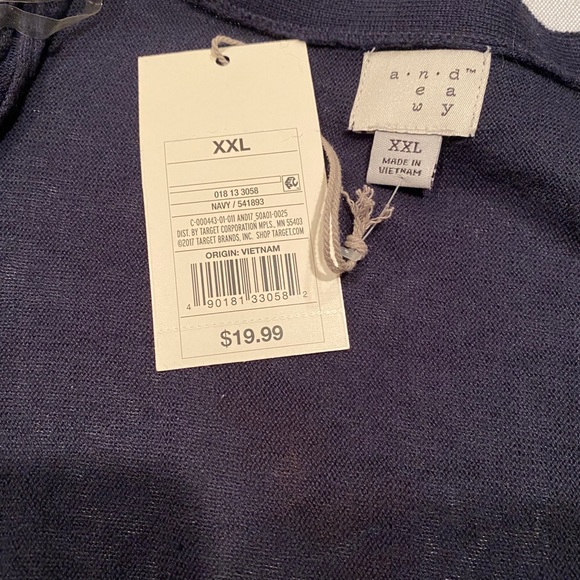 XXL
018 13 3058
NAVY / 541893
C-000443-01-011 AND17_50A01-0025
DIST. BY TARGET CORPORATION MPLS., MN 55403
©2017 TARGET BRANDS, INC. SHOP TARGET.COM
ORIGIN: VIETNAM
4 90181 33058 2
$19.99
a·n·d™
e a
w y
XXL
MADE IN
VIETNAM